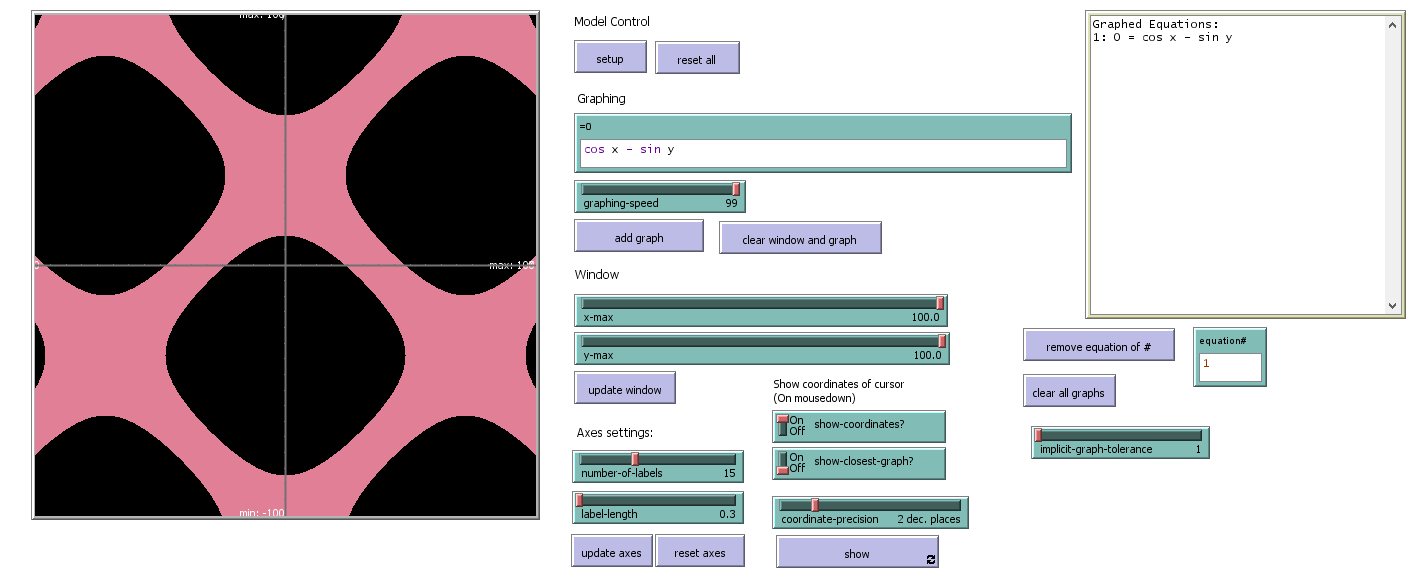 max: 100
max: 100
min: -100
Model Control
setup
reset all
Graphing
=0
cos x - sin y
graphing-speed 99
add graph
clear window and graph
Window
x-max 100.0
y-max 100.0
update window
Axes settings:
number-of-labels 15
label-length 0.3
update axes
reset axes
Show coordinates of cursor
(On mousedown)
On
Off
show-coordinates?
On
Off
show-closest-graph?
coordinate-precision 2 dec. places
show
Graphed Equations:
1: 0 = cos x - sin y
remove equation of #
equation#
1
clear all graphs
implicit-graph-tolerance 1